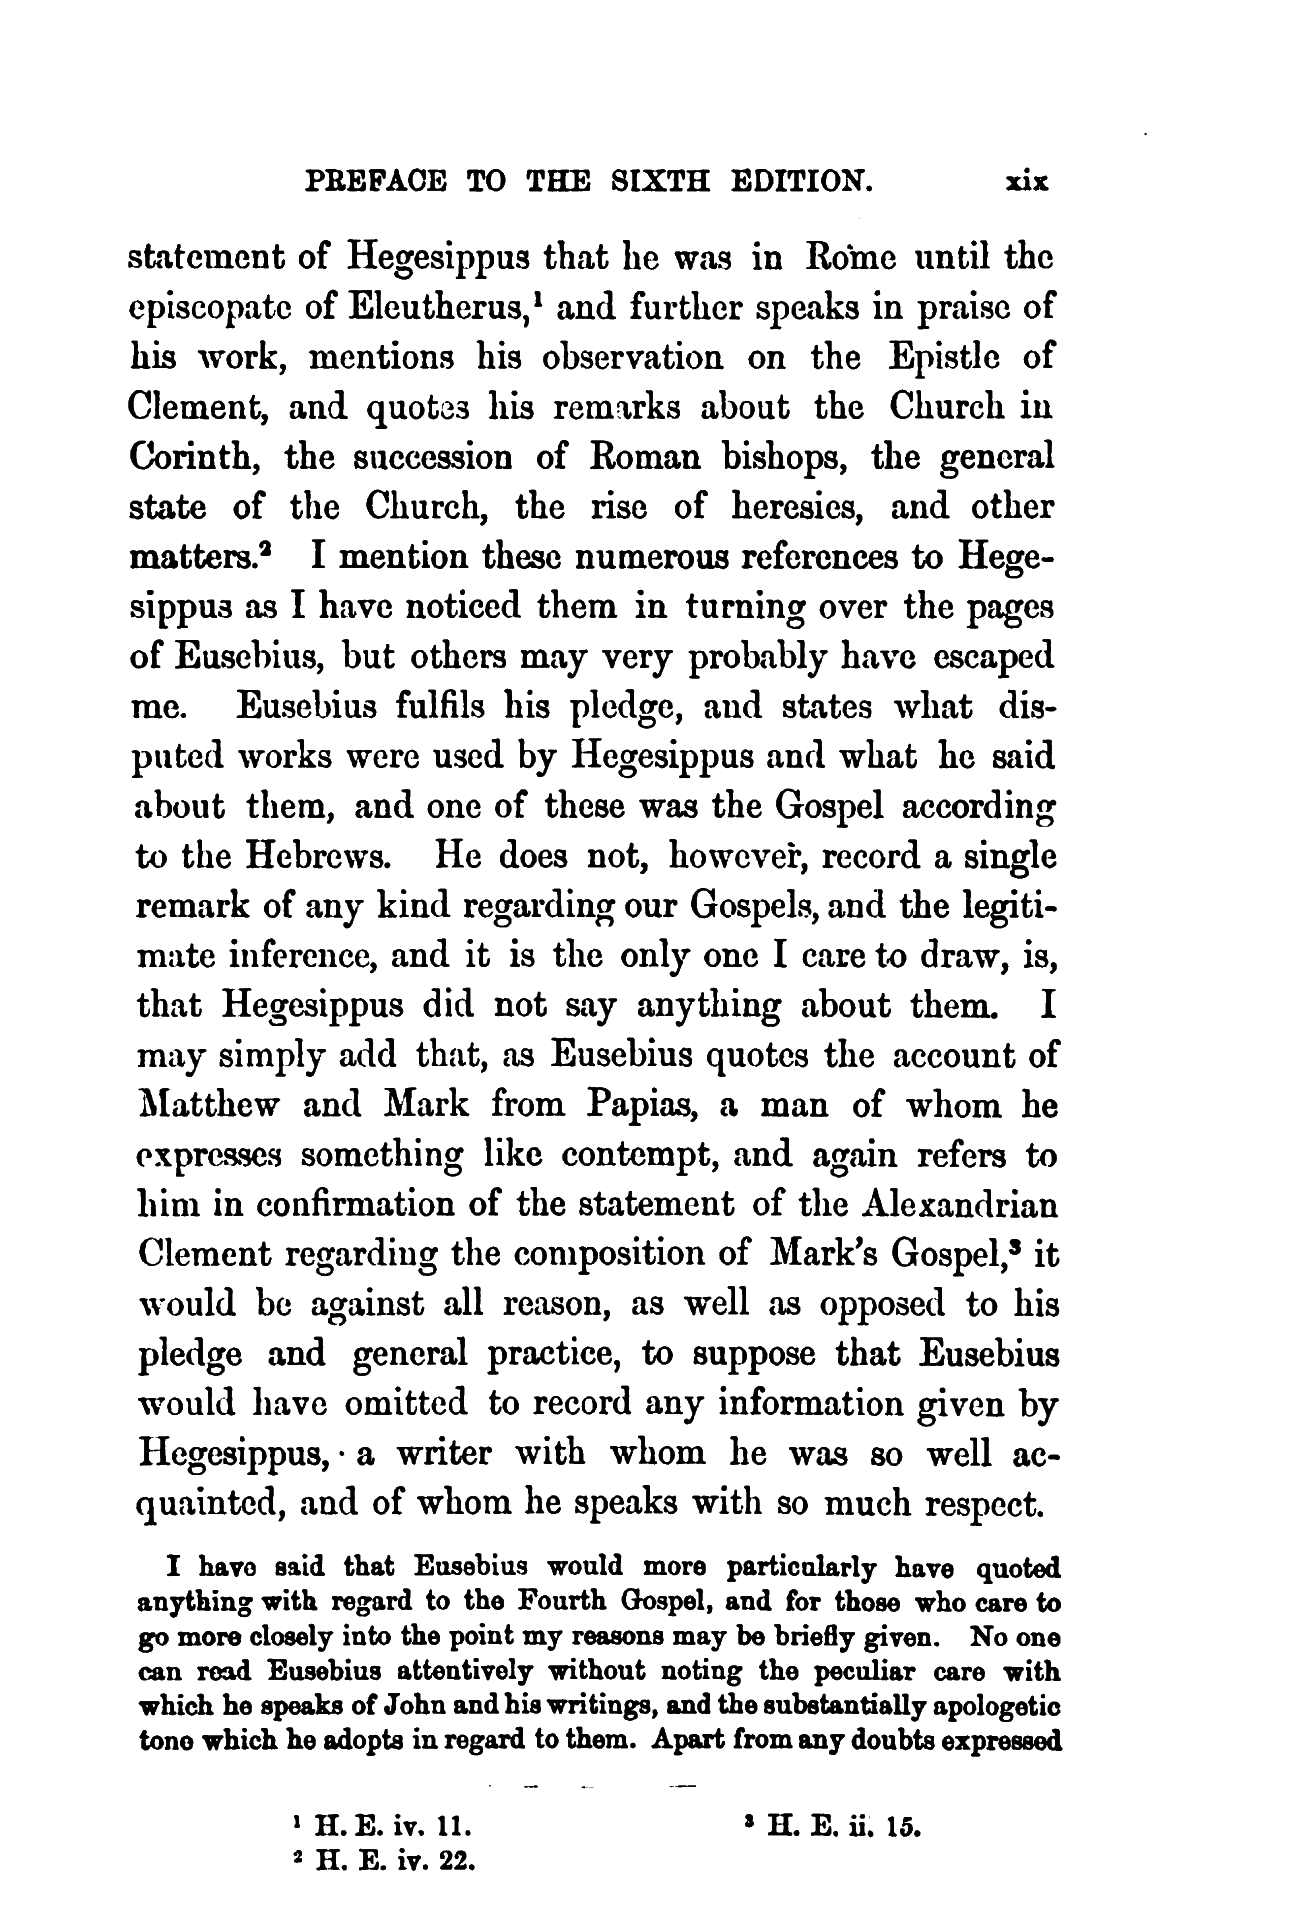 PREFACE TO THE SIXTH EDITION. xix
statement of Hegesippus that he was in Rome until the
episcopate of Eleutherus,¹ and further speaks in praise of
his work, mentions his observation on the Epistle of
Clement, and quotes his remarks about the Church in
Corinth, the succession of Roman bishops, the general
state of the Church, the rise of heresies, and other
matters.² I mention these numerous references to Hege-
sippus as I have noticed them in turning over the pages
of Eusebius, but others may very probably have escaped
me. Eusebius fulfils his pledge, and states what dis-
puted works were used by Hegesippus and what he said
about them, and one of these was the Gospel according
to the Hebrews. He does not, however, record a single
remark of any kind regarding our Gospels, and the legiti-
mate inference, and it is the only one I care to draw, is,
that Hegesippus did not say anything about them. I
may simply add that, as Eusebius quotes the account of
Matthew and Mark from Papias, a man of whom he
expresses something like contempt, and again refers to
him in confirmation of the statement of the Alexandrian
Clement regarding the composition of Mark's Gospel,³ it
would be against all reason, as well as opposed to his
pledge and general practice, to suppose that Eusebius
would have omitted to record any information given by
Hegesippus, a writer with whom he was so well ac-
quainted, and of whom he speaks with so much respect.
I have said that Eusebius would more particularly have quoted
anything with regard to the Fourth Gospel, and for those who care to
go more closely into the point my reasons may be briefly given. No one
can read Eusebius attentively without noting the peculiar care with
which he speaks of John and his writings, and the substantially apologetic
tone which he adopts in regard to them. Apart from any doubts expressed
¹ H. E. iv. 11. ³ H. E. ii. 15.
² H. E. iv. 22.